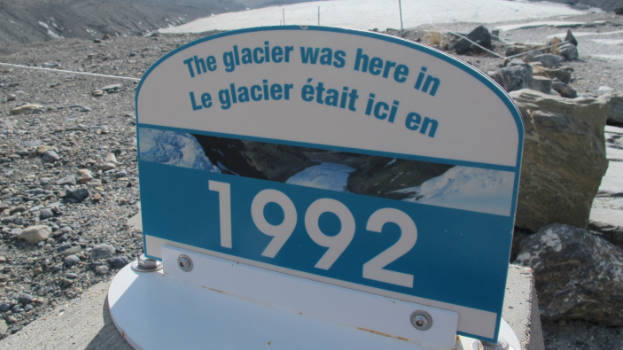 The glacier was here in
Le glacier était ici en
1992